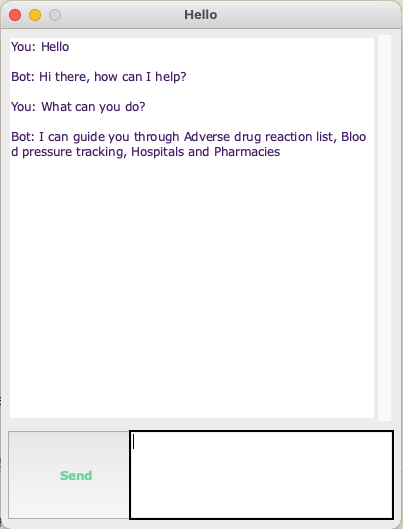 Hello
You: Hello
Bot: Hi there, how can I help?
You: What can you do?
Bot: I can guide you through Adverse drug reaction list, Bloo
d pressure tracking, Hospitals and Pharmacies
Send